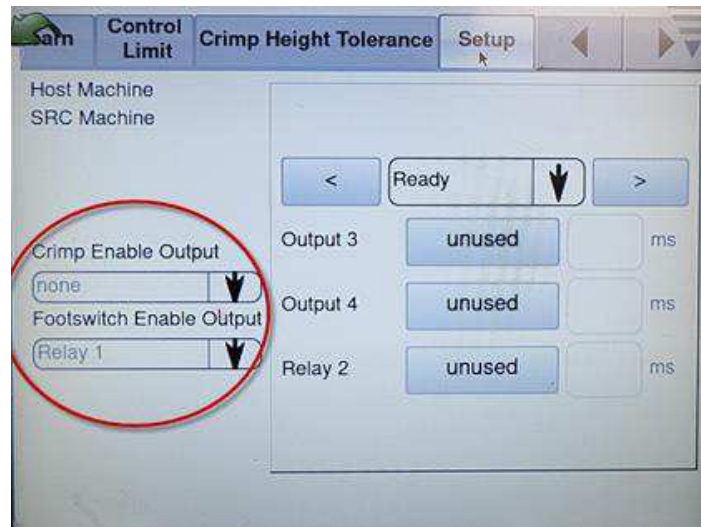 Control
Limit
Crimp Height Tolerance
Setup
Host Machine
SRC Machine
<
Ready
>
Crimp Enable Output
none
Footswitch Enable Output
Relay 1
Output 3
unused
ms
Output 4
unused
ms
Relay 2
unused
ms